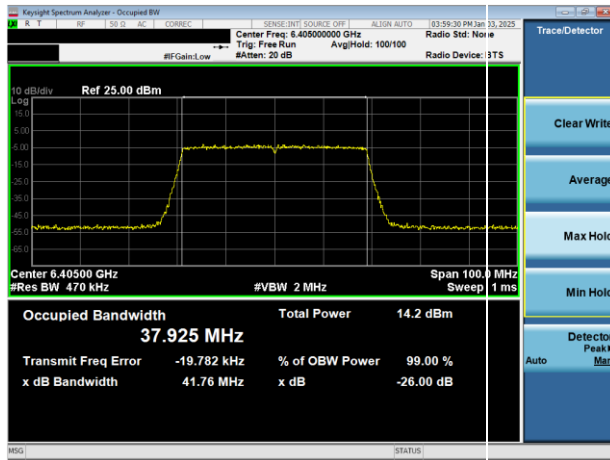 Keysight Spectrum Analyzer - Occupied BW
R T RF 50 Ω AC CORREC SENSE:INT SOURCE OFF ALIGN AUTO 03:59:30 PM Jan 03, 2025
Center Freq: 6.405000000 GHz Radio Std: None
Trig: Free Run Avg|Hold: 100/100
#IFGain:Low #Atten: 20 dB Radio Device: BTS
10 dB/div Ref 25.00 dBm
Log
15.0
5.00
-5.00
-15.0
-25.0
-35.0
-45.0
-55.0
-65.0
Center 6.40500 GHz Span 100.0 MHz
#Res BW 470 kHz #VBW 2 MHz Sweep 1 ms
Occupied Bandwidth Total Power 14.2 dBm
37.925 MHz
Transmit Freq Error -19.782 kHz % of OBW Power 99.00 %
x dB Bandwidth 41.76 MHz x dB -26.00 dB
MSG STATUS
Trace/Detector
Clear Write
Average
Max Hold
Min Hold
Detector
Peak
Auto Man